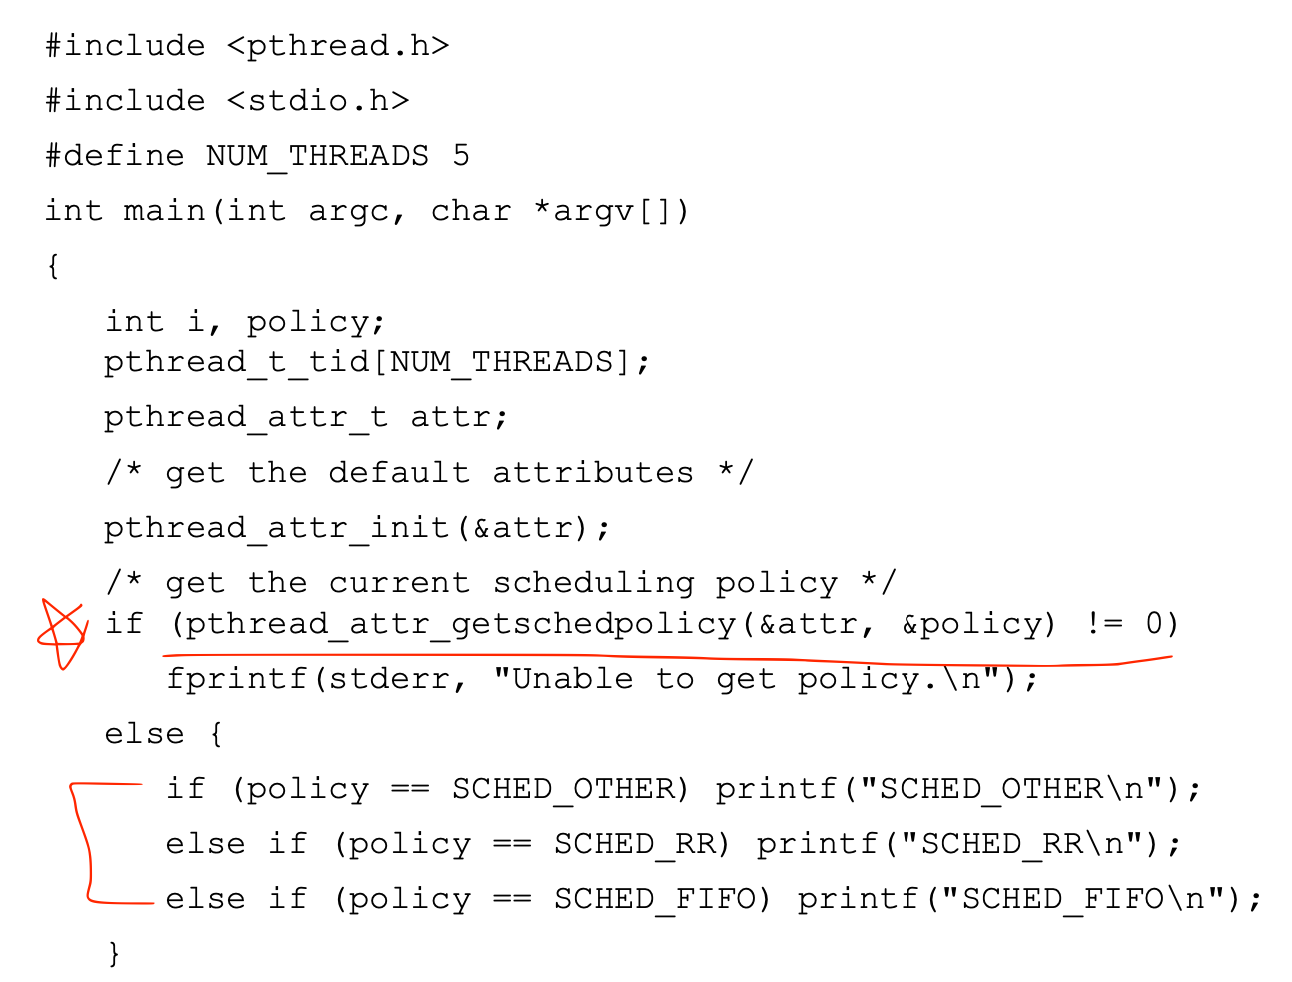 #include <pthread.h>
#include <stdio.h>
#define NUM_THREADS 5
int main(int argc, char *argv[])
{
   int i, policy;
   pthread_t_tid[NUM_THREADS];
   pthread_attr_t attr;
   /* get the default attributes */
   pthread_attr_init(&attr);
   /* get the current scheduling policy */
   if (pthread_attr_getschedpolicy(&attr, &policy) != 0)
      fprintf(stderr, "Unable to get policy.\n");
   else {
      if (policy == SCHED_OTHER) printf("SCHED_OTHER\n");
      else if (policy == SCHED_RR) printf("SCHED_RR\n");
      else if (policy == SCHED_FIFO) printf("SCHED_FIFO\n");
   }